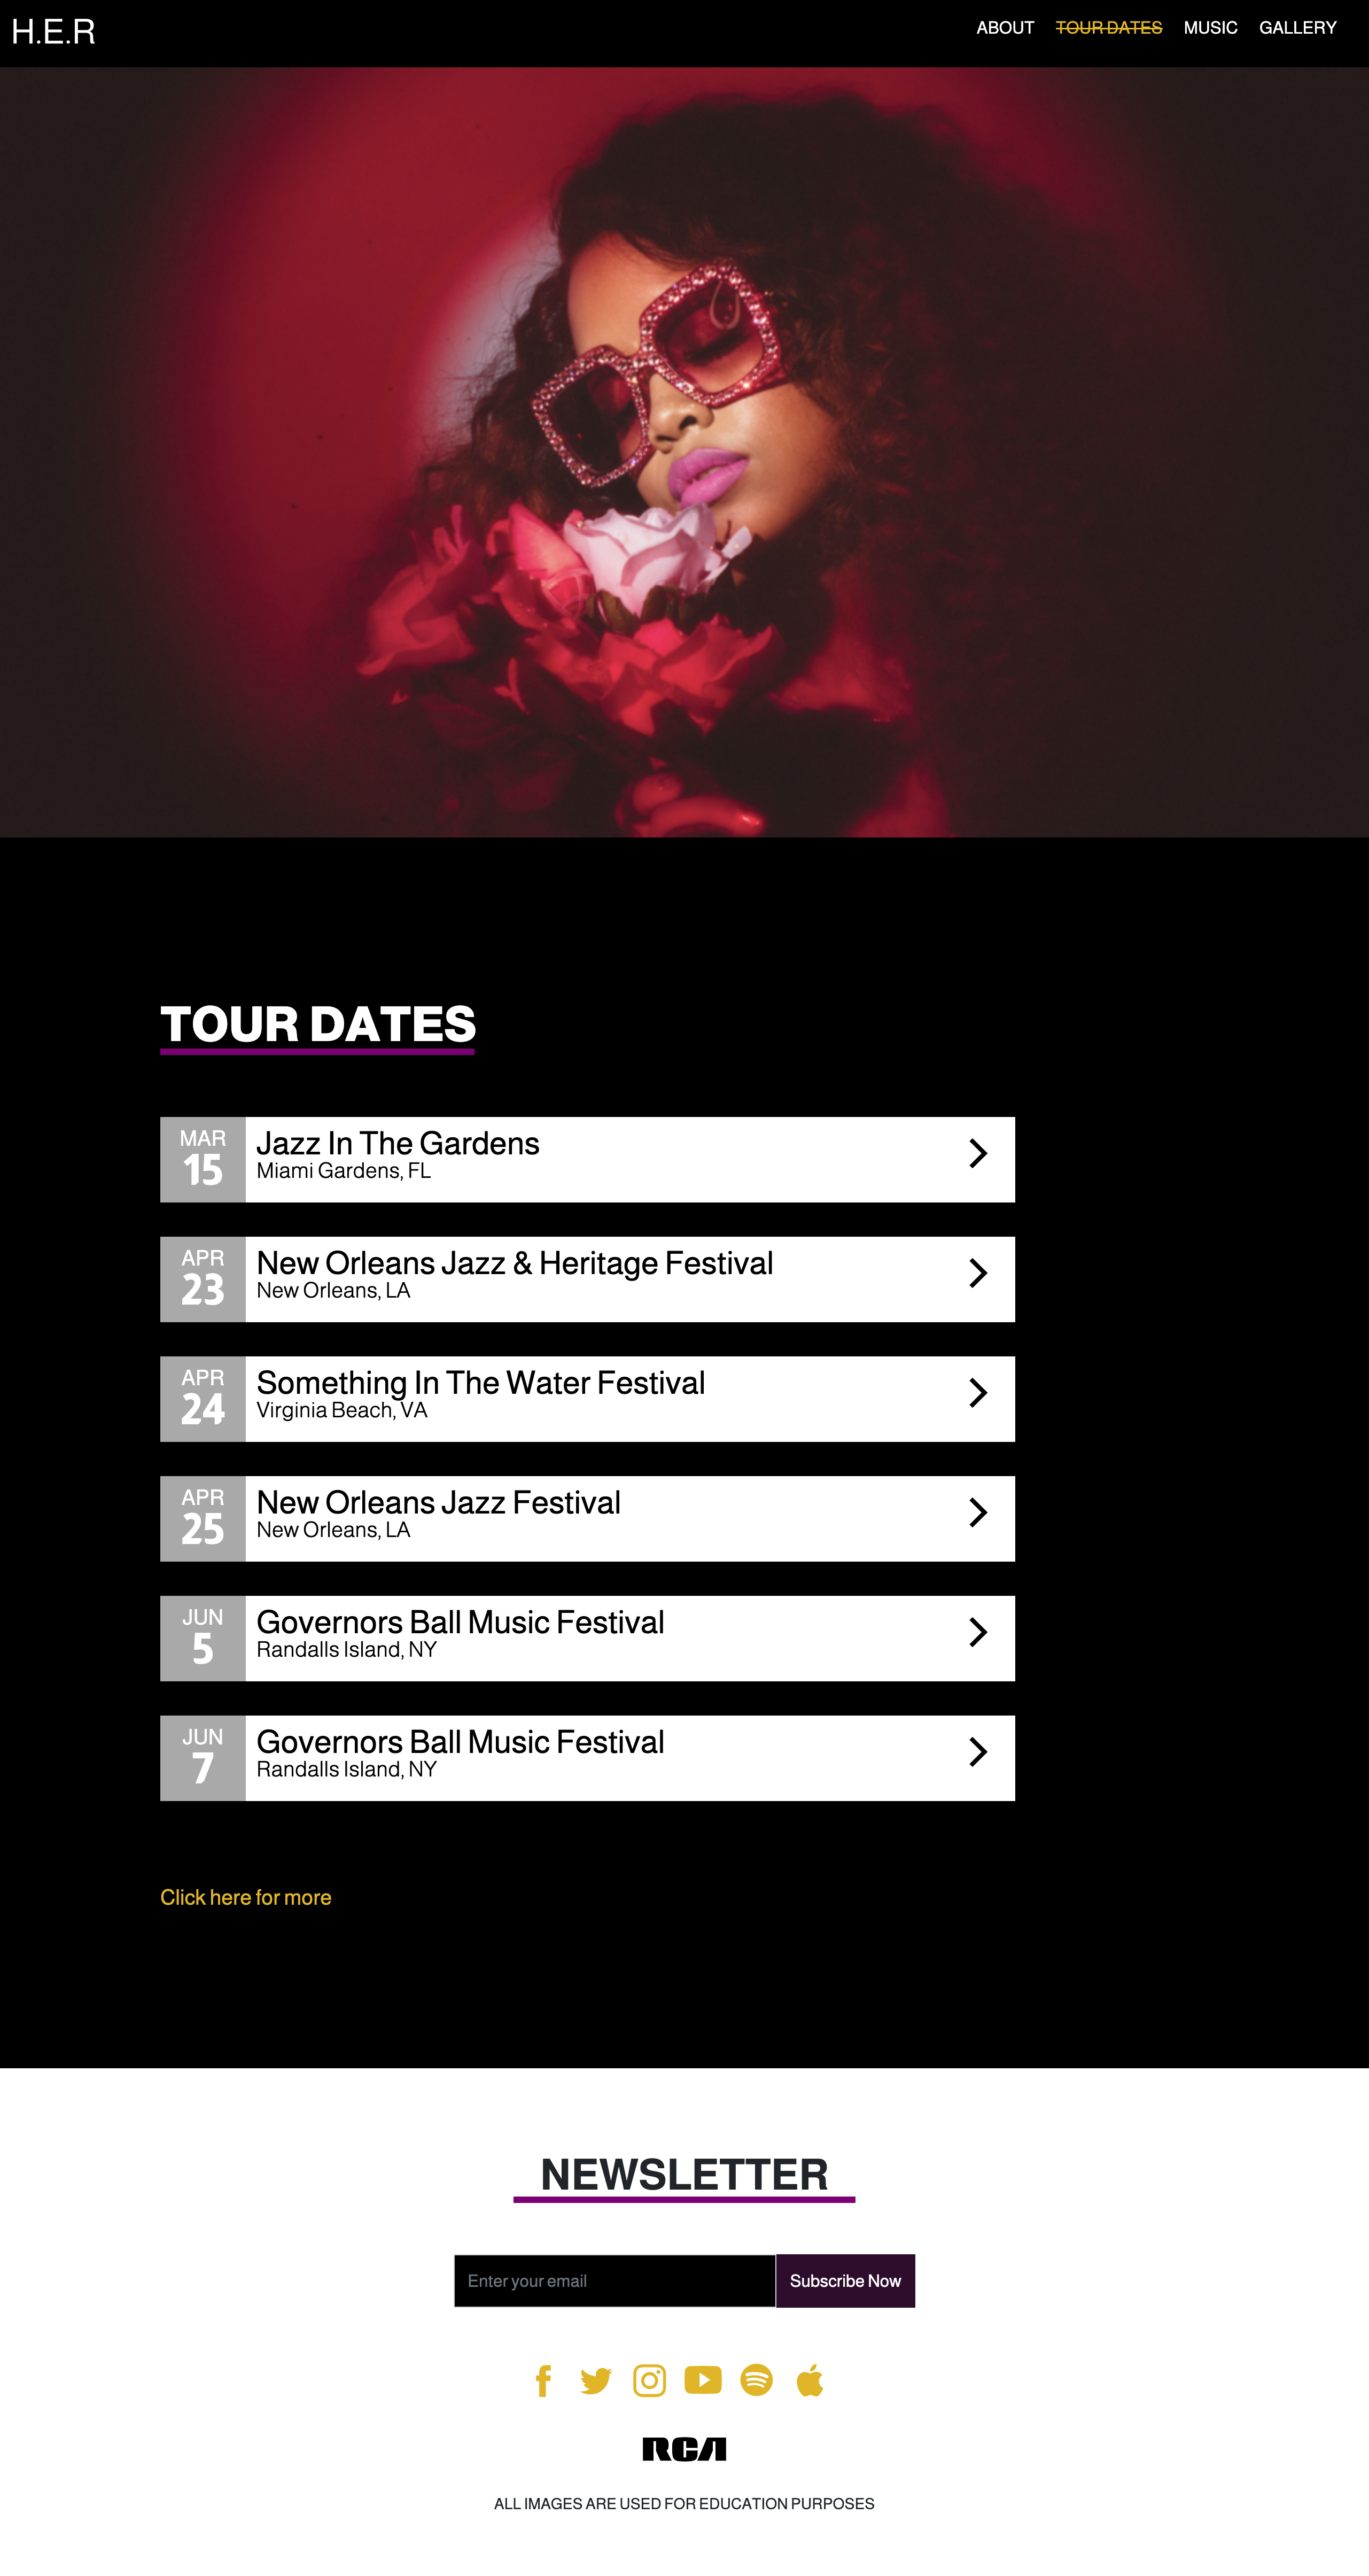 H.E.R
ABOUT TOUR DATES MUSIC GALLERY
TOUR DATES
MAR
15
Jazz In The Gardens
Miami Gardens, FL
APR
23
New Orleans Jazz & Heritage Festival
New Orleans, LA
APR
24
Something In The Water Festival
Virginia Beach, VA
APR
25
New Orleans Jazz Festival
New Orleans, LA
JUN
5
Governors Ball Music Festival
Randalls Island, NY
JUN
7
Governors Ball Music Festival
Randalls Island, NY
Click here for more
NEWSLETTER
Enter your email
Subscribe Now
RCA
ALL IMAGES ARE USED FOR EDUCATION PURPOSES